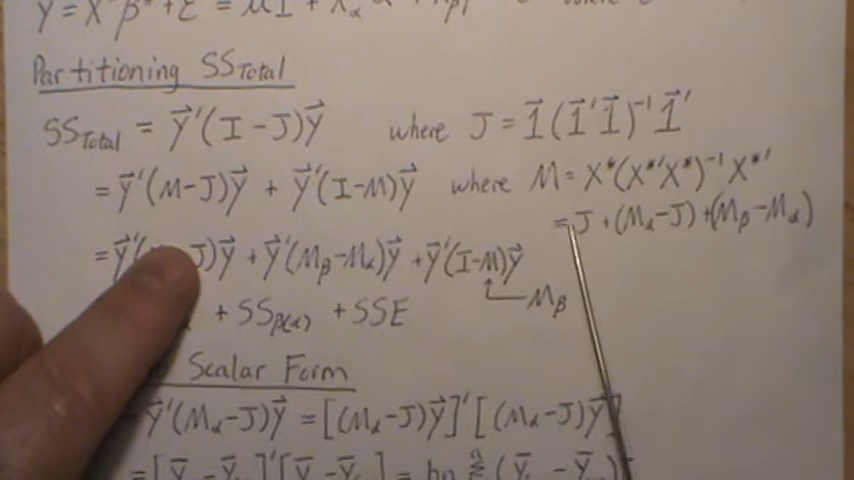 Y = X*β* + ε = μ1 +
Partitioning SSTotal
SSTotal = y⃗'(I-J)y⃗ where J = 1⃗(1⃗'1⃗)⁻¹1⃗'
= y⃗'(M-J)y⃗ + y⃗'(I-M)y⃗ where M = X*(X*'X*)⁻¹X*'
= J + (Mα-J) + (Mβ-Mα)
= y⃗'( J)y⃗ + y⃗'(Mβ-Mα)y⃗ + y⃗'(I-M)y⃗
Mβ
+ SSβ(α) + SSE
Scalar Form
= y⃗'(Mα-J)y⃗ = [(Mα-J)y⃗]'[(Mα-J)y⃗]